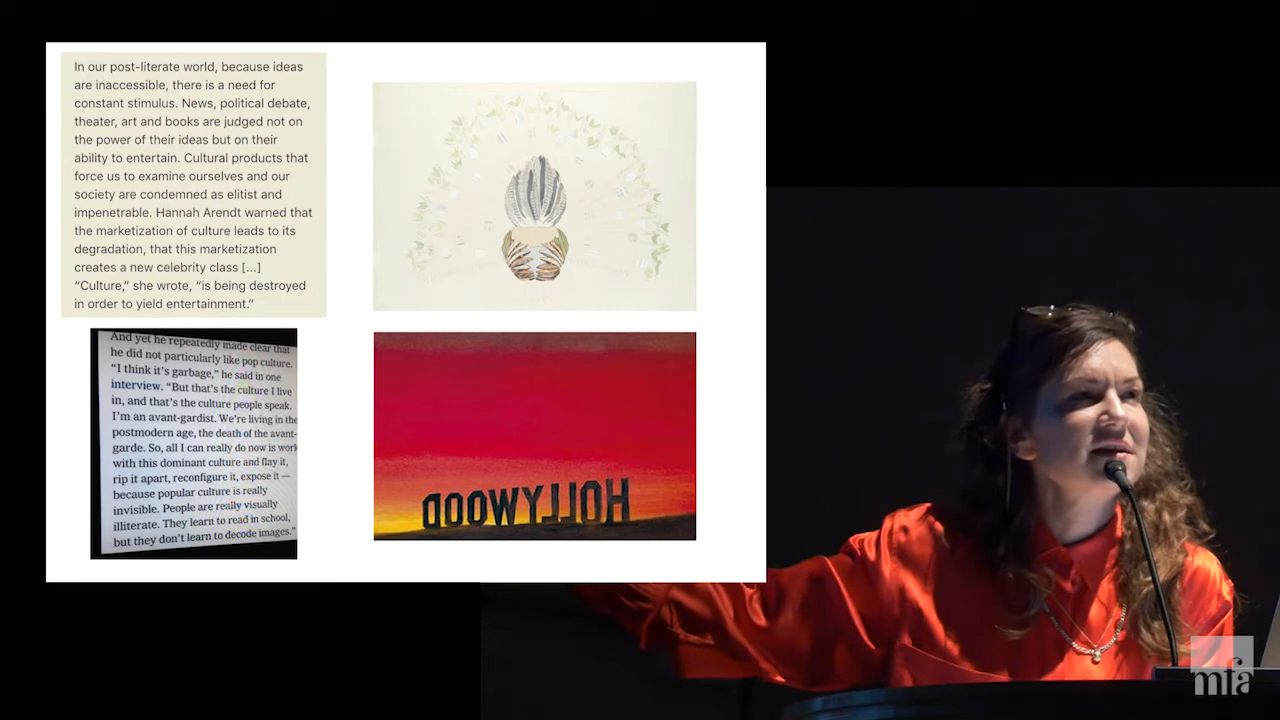 In our post-literate world, because ideas
are inaccessible, there is a need for
constant stimulus. News, political debate,
theater, art and books are judged not on
the power of their ideas but on their
ability to entertain. Cultural products that
force us to examine ourselves and our
society are condemned as elitist and
impenetrable. Hannah Arendt warned that
the marketization of culture leads to its
degradation, that this marketization
creates a new celebrity class [...]
“Culture,” she wrote, “is being destroyed
in order to yield entertainment.”
And yet he repeatedly made clear that
he did not particularly like pop culture.
“I think it’s garbage,” he said in one
interview. “But that’s the culture I live
in, and that’s the culture people speak.
I’m an avant-gardist. We’re living in the
postmodern age, the death of the avant-
garde. So, all I can really do now is work
with this dominant culture and flay it,
rip it apart, reconfigure it, expose it —
because popular culture is really
invisible. People are really visually
illiterate. They learn to read in school,
but they don’t learn to decode images.”
HOLLYWOOD
mfa